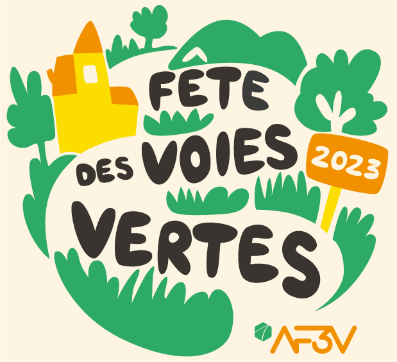 FETE
DES VOIES
VERTES
2023
AF3V